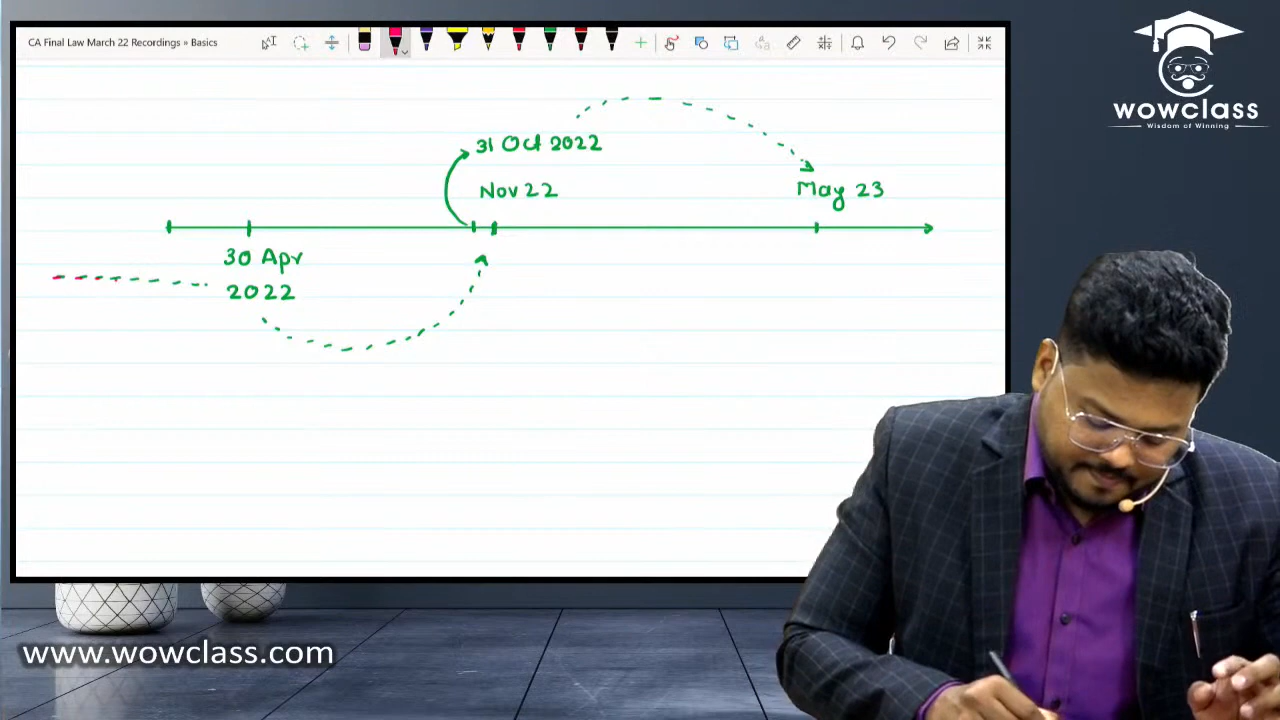 CA Final Law March 22 Recordings » Basics
wowclass
Wisdom of Winning
31 Oct 2022
Nov 22
May 23
30 Apr
2022
www.wowclass.com